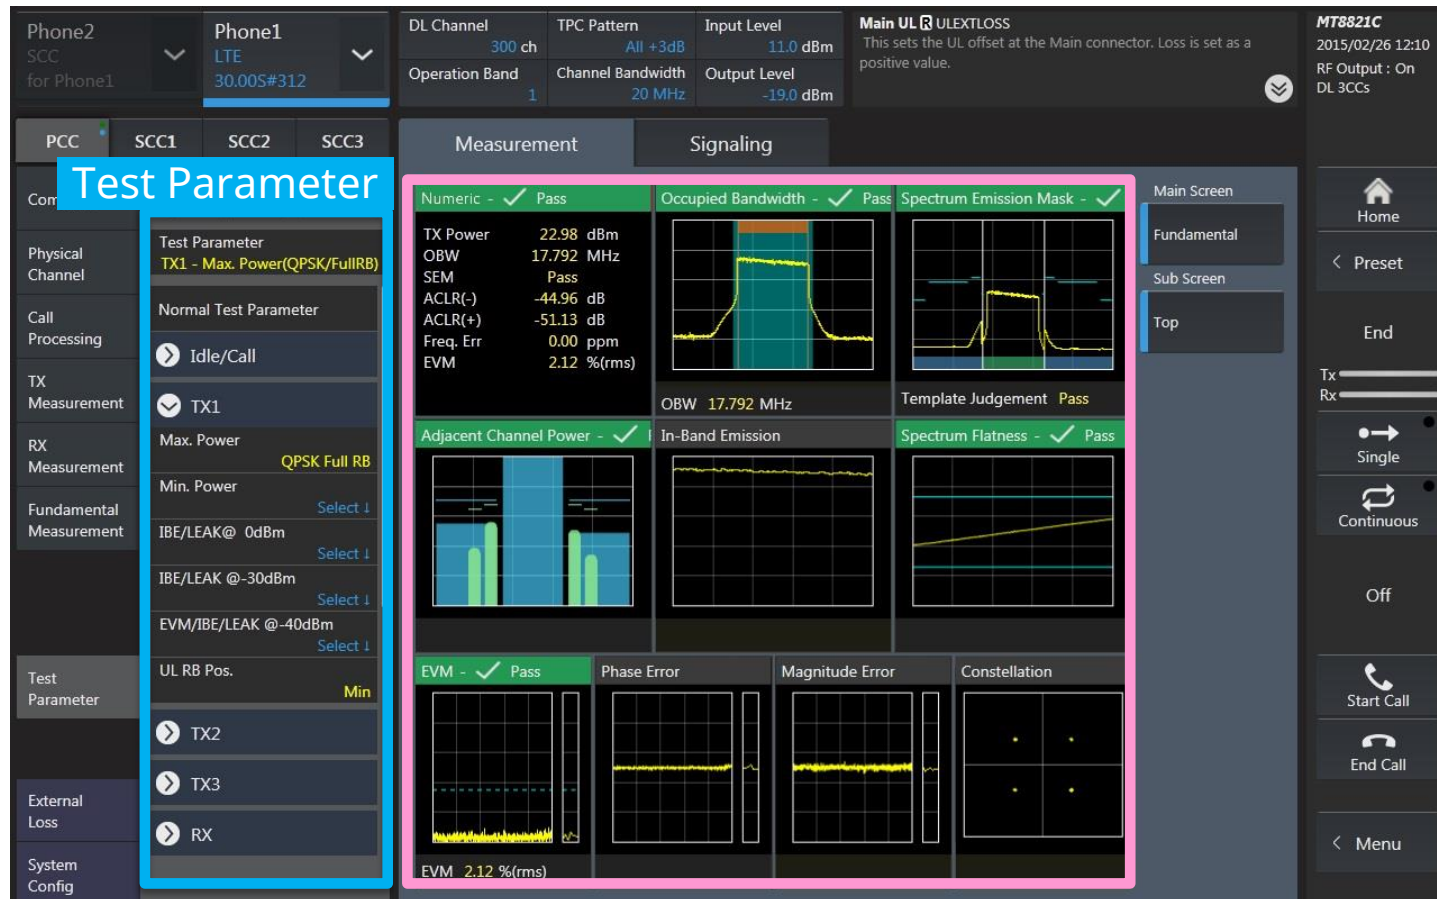 Phone2
SCC
for Phone1
Phone1
LTE
30.00S#312
DL Channel
300 ch
Operation Band
1
TPC Pattern
All +3dB
Channel Bandwidth
20 MHz
Input Level
11.0 dBm
Output Level
-19.0 dBm
Main UL R ULEXTLOSS
This sets the UL offset at the Main connector. Loss is set as a
positive value.
MT8821C
2015/02/26 12:10
RF Output : On
DL 3CCs
PCC
SCC1
SCC2
SCC3
Measurement
Signaling
Test Parameter
Com
Physical
Channel
Call
Processing
TX
Measurement
RX
Measurement
Fundamental
Measurement
Test
Parameter
External
Loss
System
Config
Test Parameter
TX1 - Max. Power(QPSK/FullRB)
Normal Test Parameter
Idle/Call
TX1
Max. Power
QPSK Full RB
Min. Power
Select ↓
IBE/LEAK@ 0dBm
Select ↓
IBE/LEAK @-30dBm
Select ↓
EVM/IBE/LEAK @-40dBm
Select ↓
UL RB Pos.
Min
TX2
TX3
RX
Numeric - ✓ Pass
TX Power 22.98 dBm
OBW 17.792 MHz
SEM Pass
ACLR(-) -44.96 dB
ACLR(+) -51.13 dB
Freq. Err 0.00 ppm
EVM 2.12 %(rms)
Occupied Bandwidth - ✓ Pass
OBW 17.792 MHz
Spectrum Emission Mask - ✓
Template Judgement Pass
Adjacent Channel Power - ✓
In-Band Emission
Spectrum Flatness - ✓ Pass
EVM - ✓ Pass
EVM 2.12 %(rms)
Phase Error
Magnitude Error
Constellation
Main Screen
Fundamental
Sub Screen
Top
Home
< Preset
End
Tx
Rx
Single
Continuous
Off
Start Call
End Call
< Menu